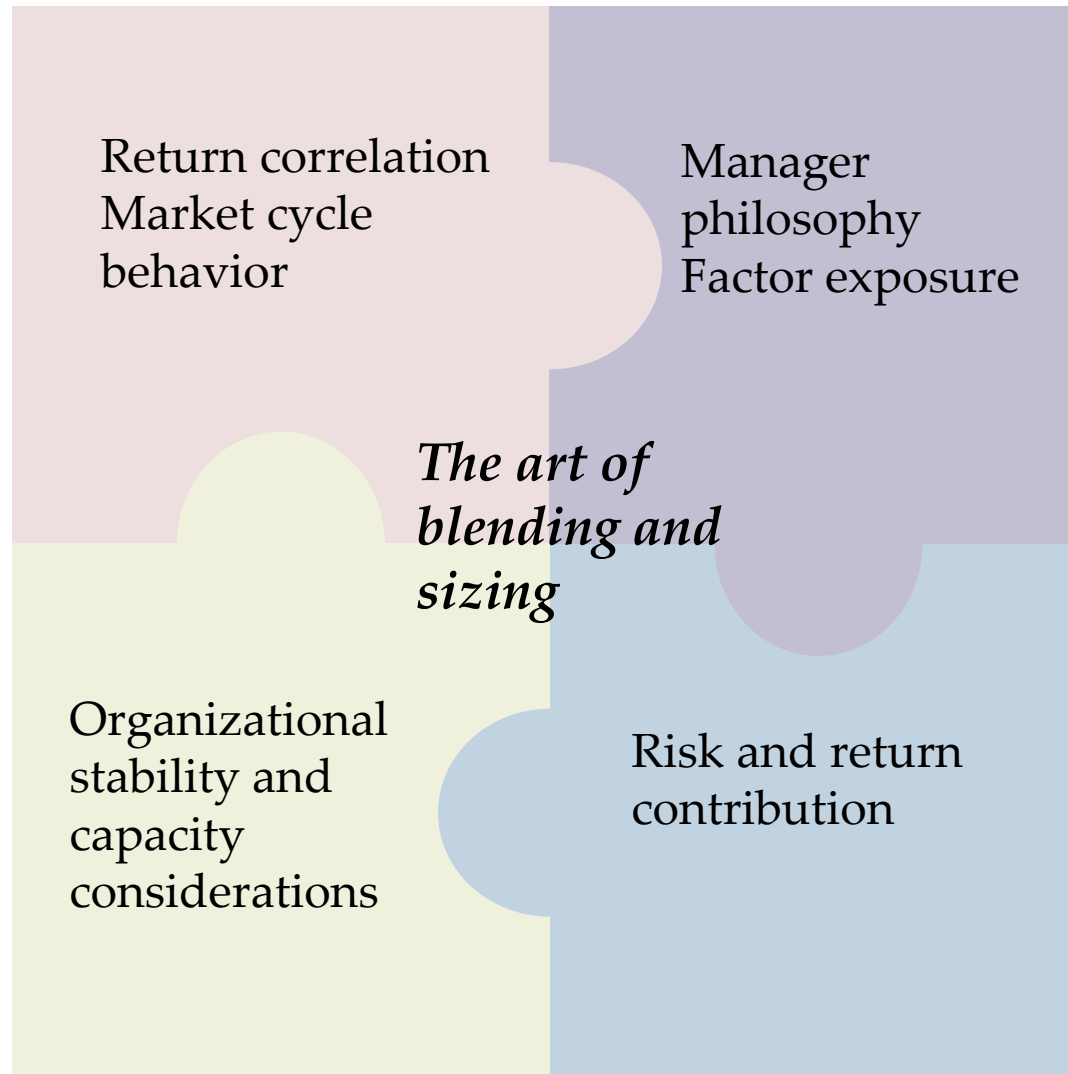 Return correlation
Market cycle
behavior
Manager
philosophy
Factor exposure
The art of
blending and
sizing
Organizational
stability and
capacity
considerations
Risk and return
contribution